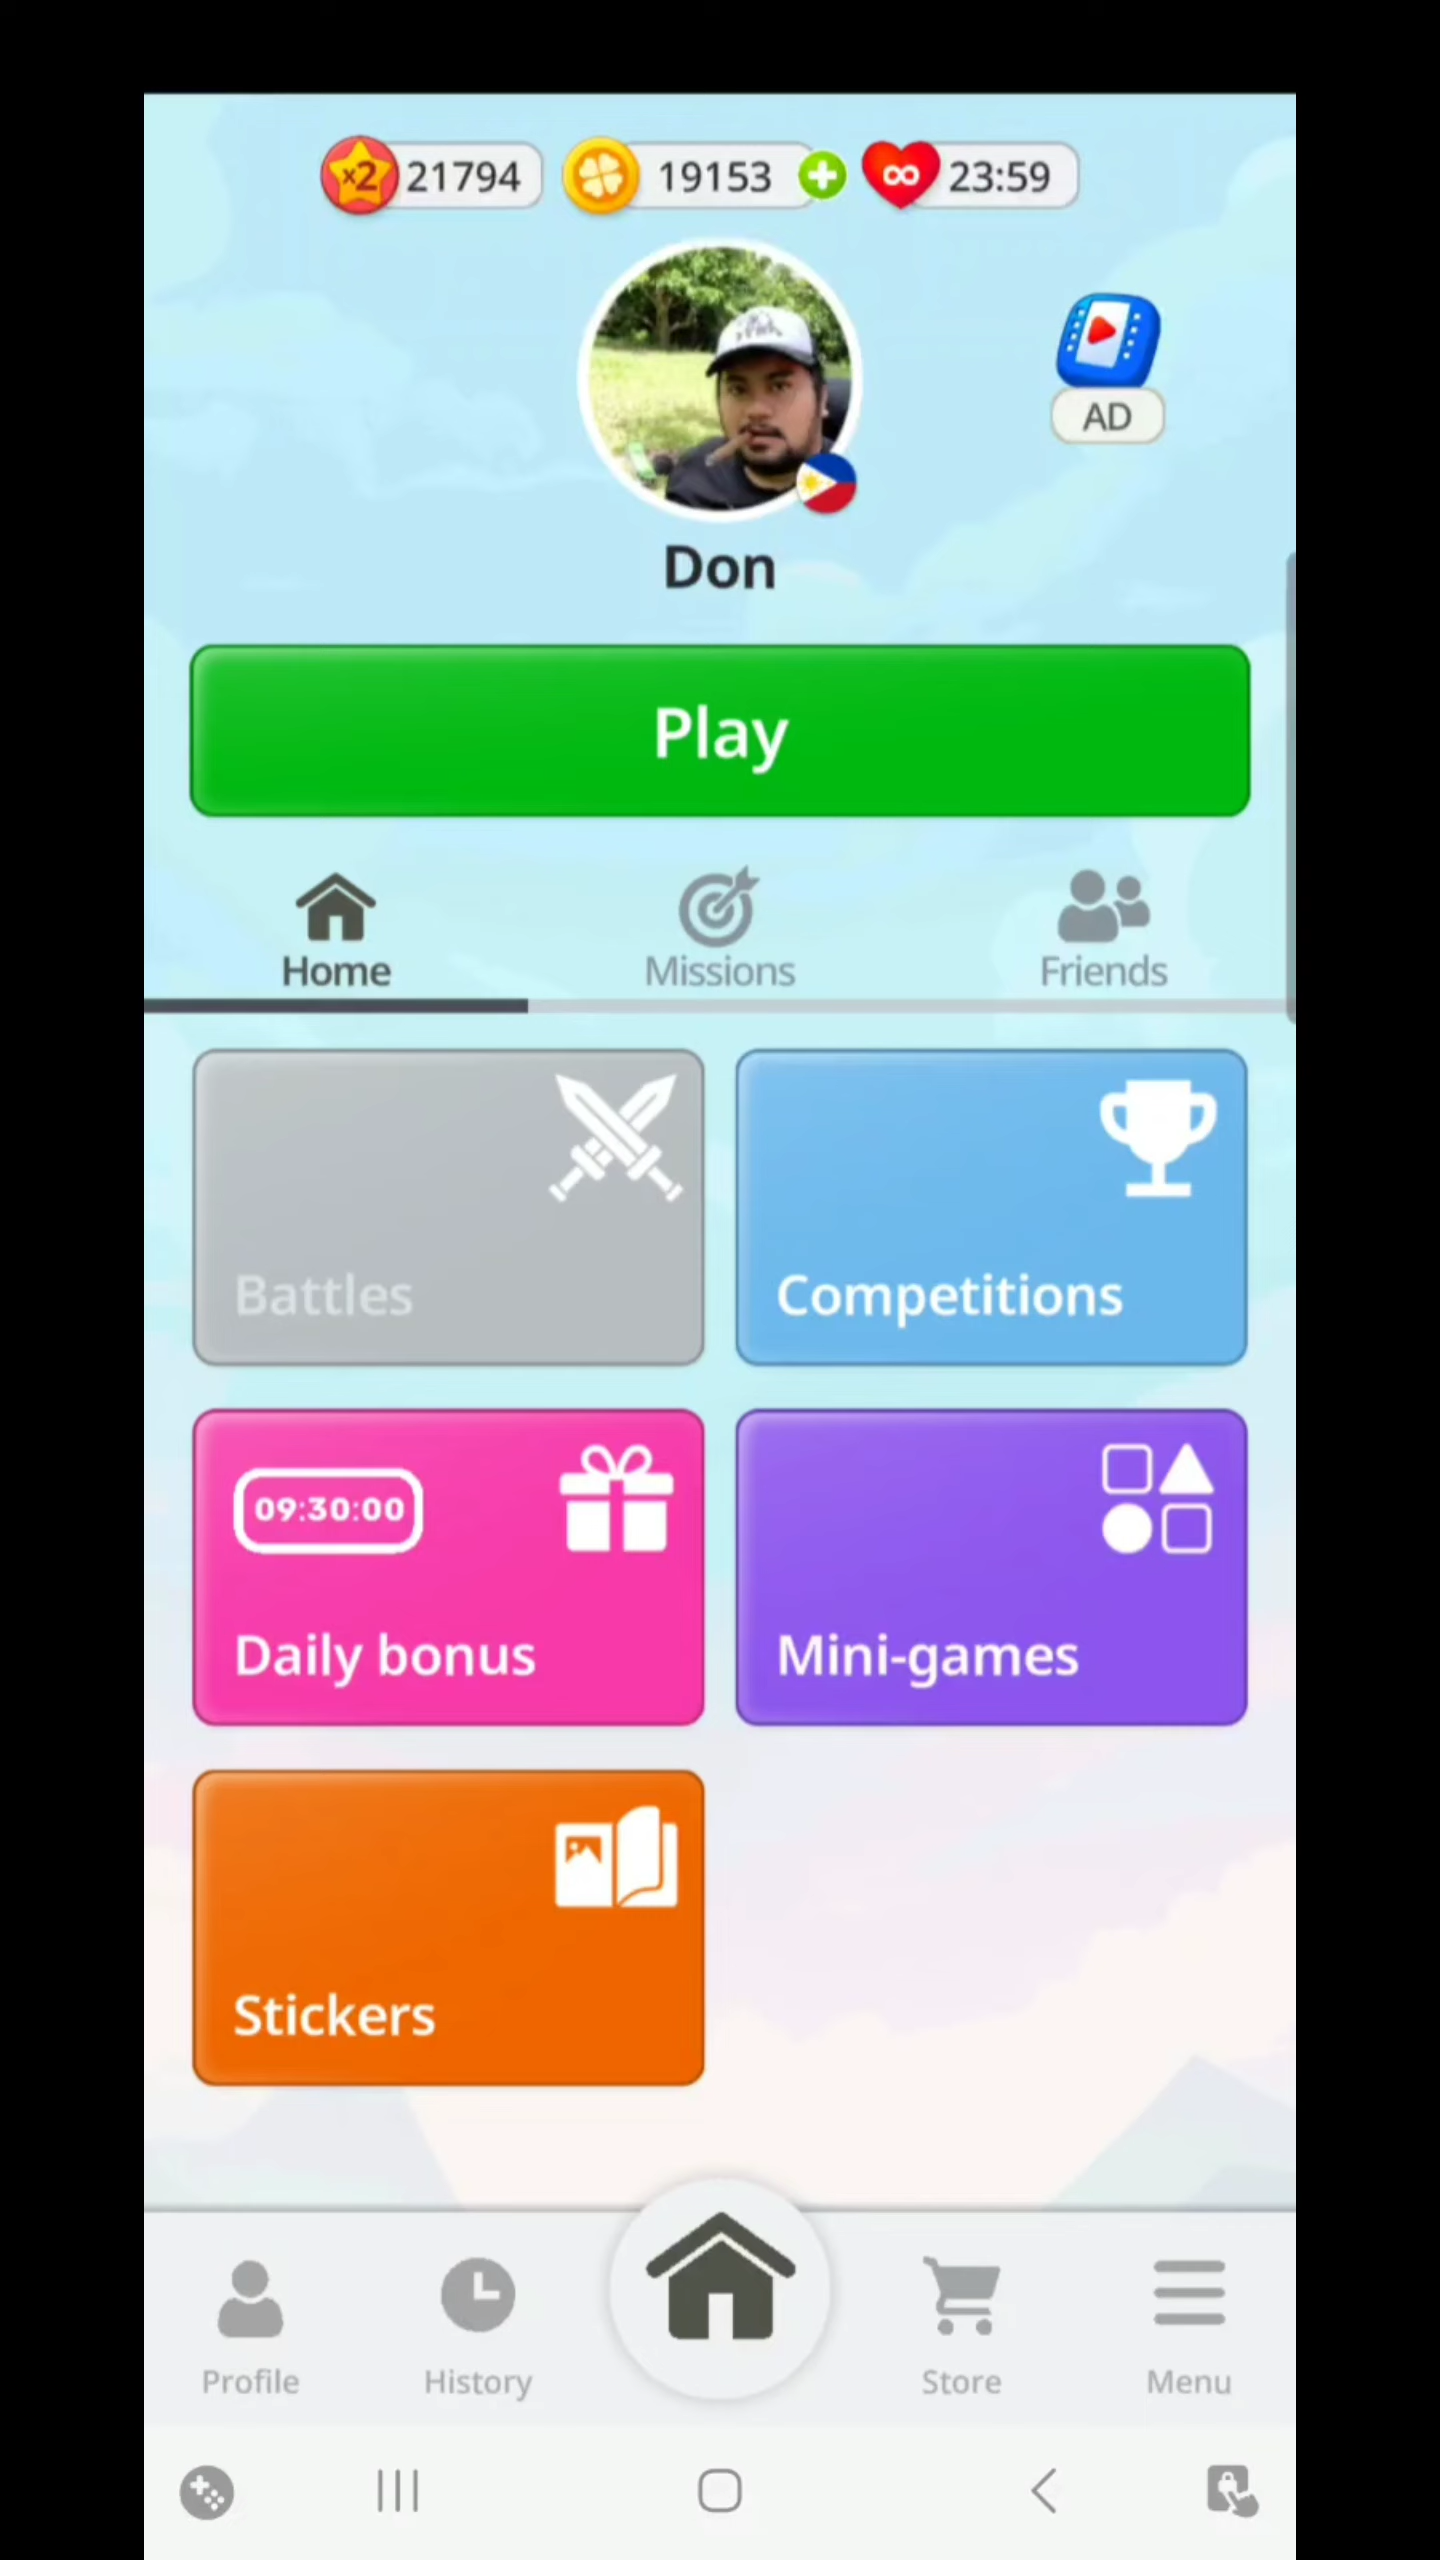 x2 21794 19153 ∞ 23:59
AD
Don
Play
Home Missions Friends
Battles Competitions
09:30:00
Daily bonus Mini-games
Stickers
Profile History Store Menu